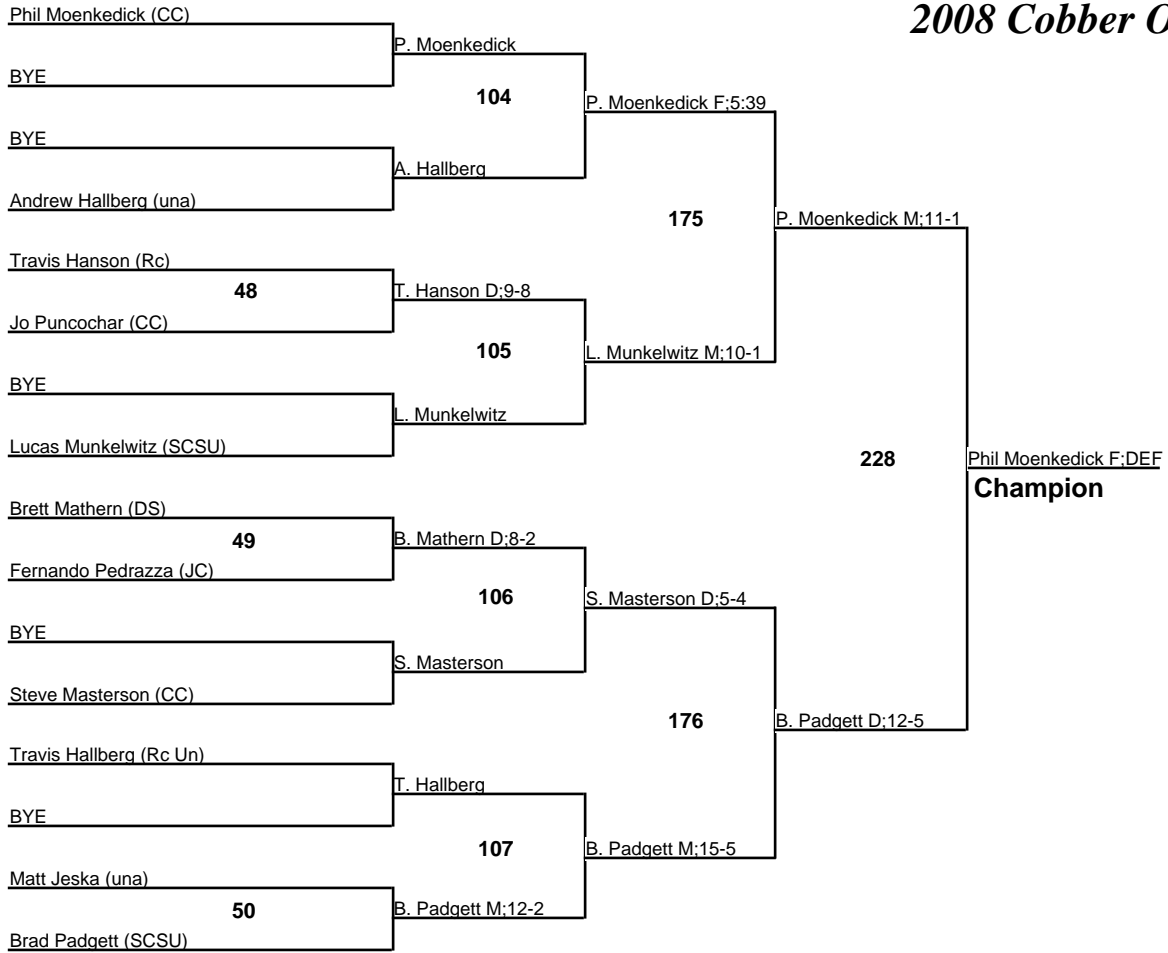 2008 Cobber O
Phil Moenkedick (CC)
P. Moenkedick
BYE
104
P. Moenkedick F;5:39
BYE
A. Hallberg
Andrew Hallberg (una)
175
P. Moenkedick M;11-1
Travis Hanson (Rc)
48
T. Hanson D;9-8
Jo Puncochar (CC)
105
L. Munkelwitz M;10-1
BYE
L. Munkelwitz
Lucas Munkelwitz (SCSU)
228
Phil Moenkedick F;DEF
Champion
Brett Mathern (DS)
49
B. Mathern D;8-2
Fernando Pedrazza (JC)
106
S. Masterson D;5-4
BYE
S. Masterson
Steve Masterson (CC)
176
B. Padgett D;12-5
Travis Hallberg (Rc Un)
T. Hallberg
BYE
107
B. Padgett M;15-5
Matt Jeska (una)
50
B. Padgett M;12-2
Brad Padgett (SCSU)